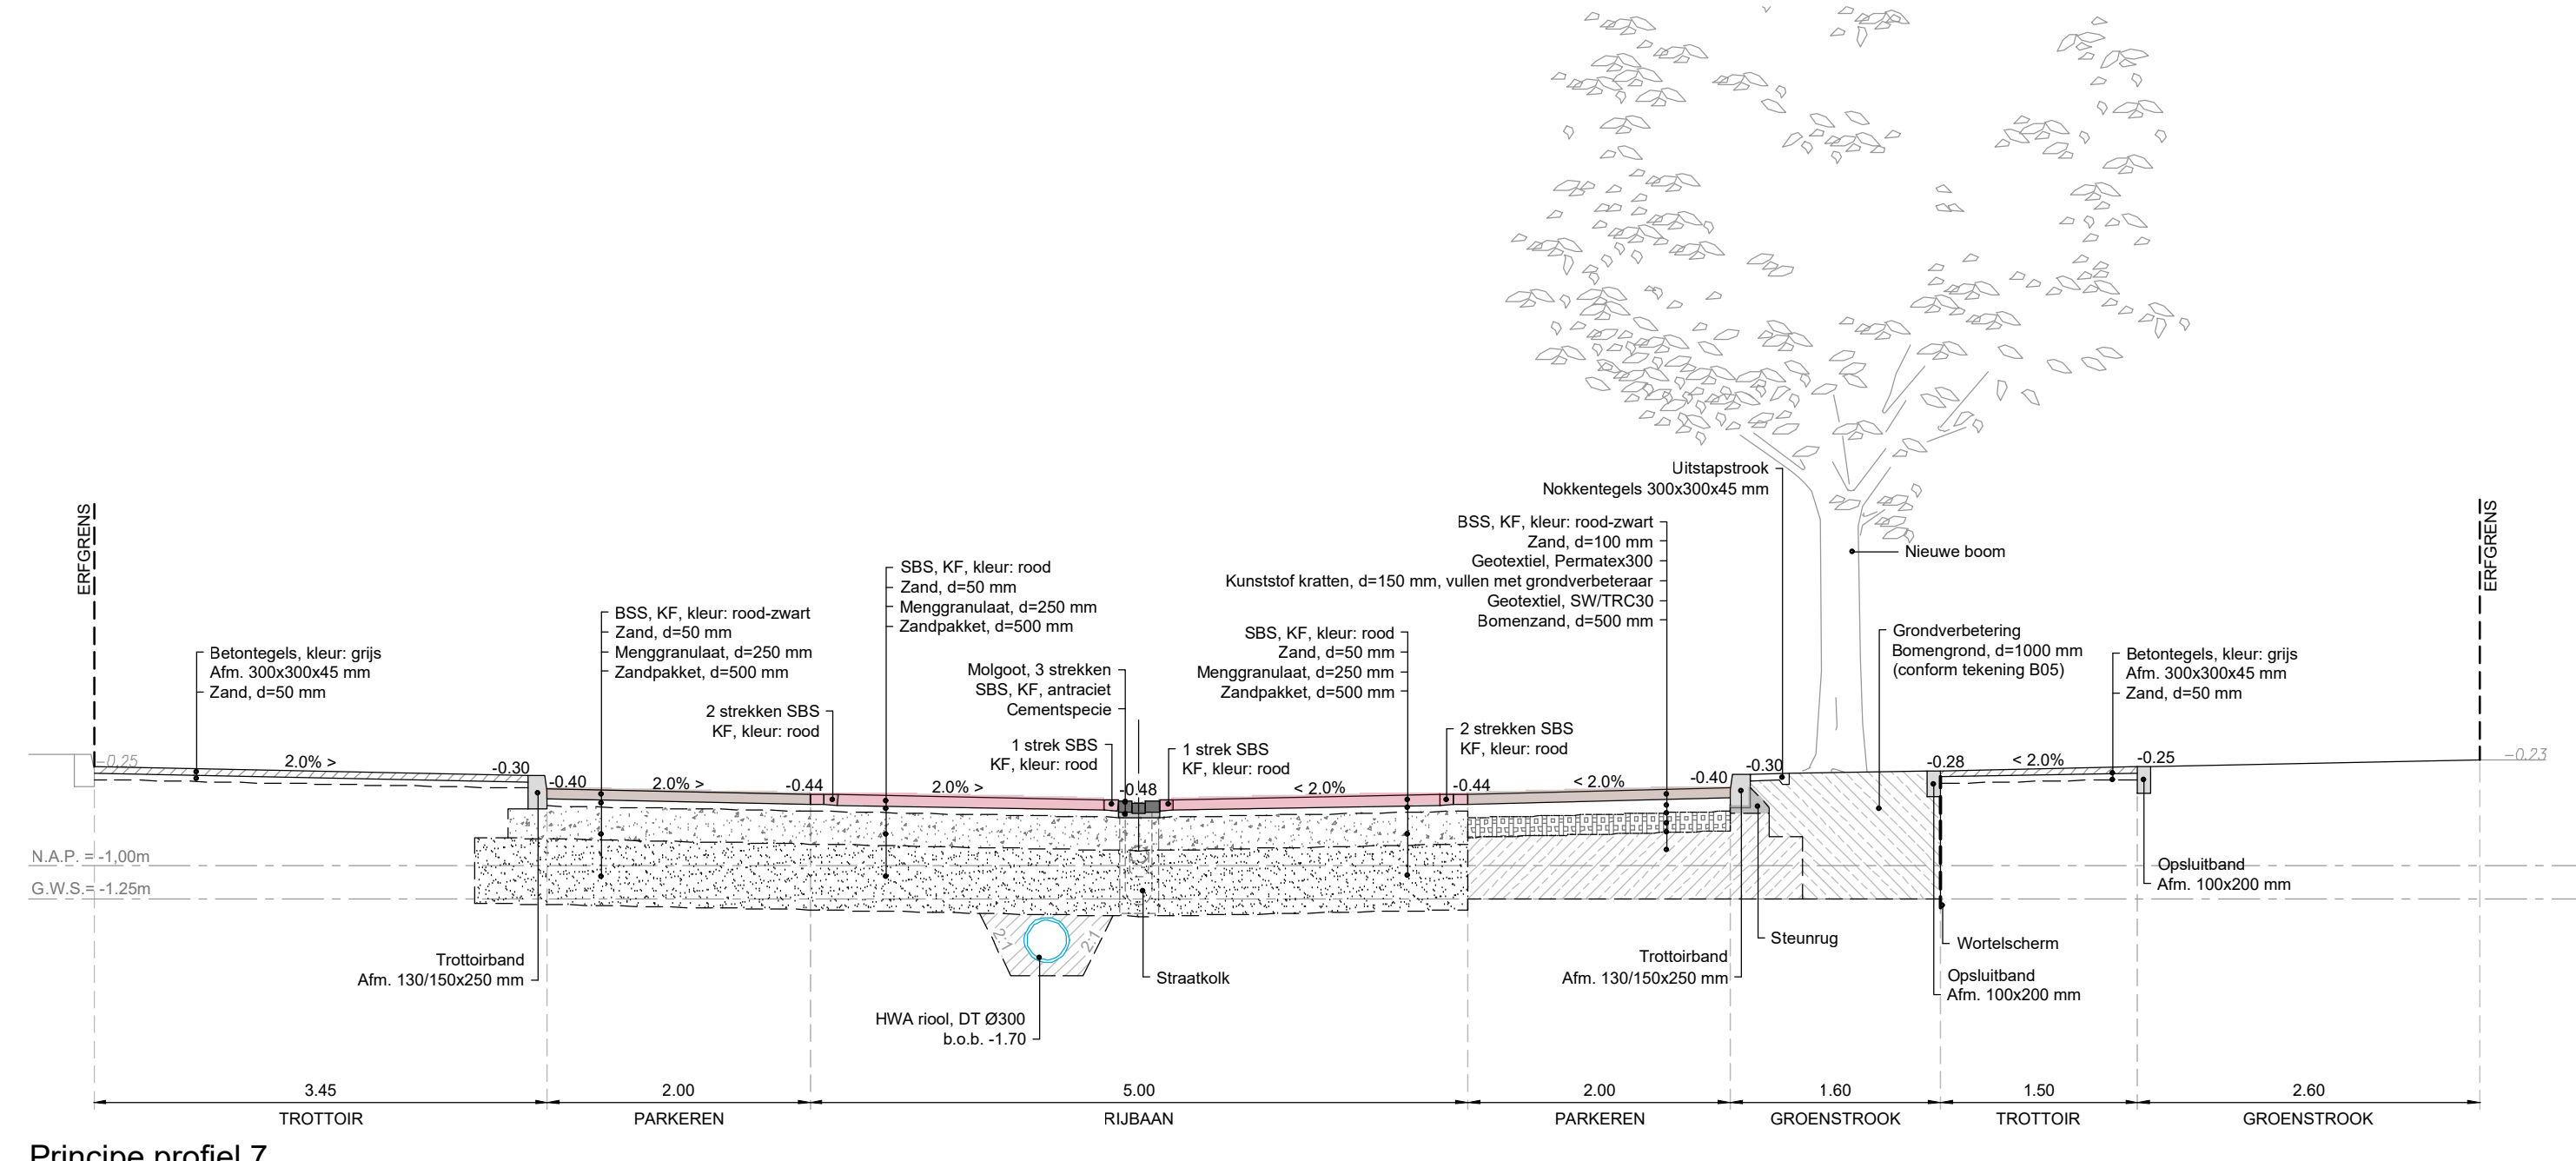 Uitstapstrook
Nokkentegels 300x300x45 mm
ERFGRENS
ERFGRENS
BSS, KF, kleur: rood-zwart
Zand, d=100 mm
Geotextiel, Permatex300
Kunststof kratten, d=150 mm, vullen met grondverbeteraar
Geotextiel, SW/TRC30
Bomenzand, d=500 mm
Nieuwe boom
SBS, KF, kleur: rood
Zand, d=50 mm
Menggranulaat, d=250 mm
Zandpakket, d=500 mm
BSS, KF, kleur: rood-zwart
Zand, d=50 mm
Menggranulaat, d=250 mm
Zandpakket, d=500 mm
Betontegels, kleur: grijs
Afm. 300x300x45 mm
Zand, d=50 mm
2 strekken SBS
KF, kleur: rood
Molgoot, 3 strekken
SBS, KF, antraciet
Cementspecie
1 strek SBS
KF, kleur: rood
1 strek SBS
KF, kleur: rood
SBS, KF, kleur: rood
Zand, d=50 mm
Menggranulaat, d=250 mm
Zandpakket, d=500 mm
2 strekken SBS
KF, kleur: rood
Grondverbetering
Bomengrond, d=1000 mm
(conform tekening B05)
Betontegels, kleur: grijs
Afm. 300x300x45 mm
Zand, d=50 mm
-0.25
2.0% >
-0.30
-0.40
2.0% >
-0.44
2.0% >
-0.48
< 2.0%
-0.44
< 2.0%
-0.40
-0.30
-0.28
< 2.0%
-0.25
-0.23
N.A.P. = -1,00m
G.W.S.= -1.25m
2:1
2:1
Opsluitband
Afm. 100x200 mm
Steunrug
Wortelscherm
Trottoirband
Afm. 130/150x250 mm
Straatkolk
Trottoirband
Afm. 130/150x250 mm
Opsluitband
Afm. 100x200 mm
HWA riool, DT Ø300
b.o.b. -1.70
3.45
2.00
5.00
2.00
1.60
1.50
2.60
TROTTOIR
PARKEREN
RIJBAAN
PARKEREN
GROENSTROOK
TROTTOIR
GROENSTROOK
Principe profiel 7